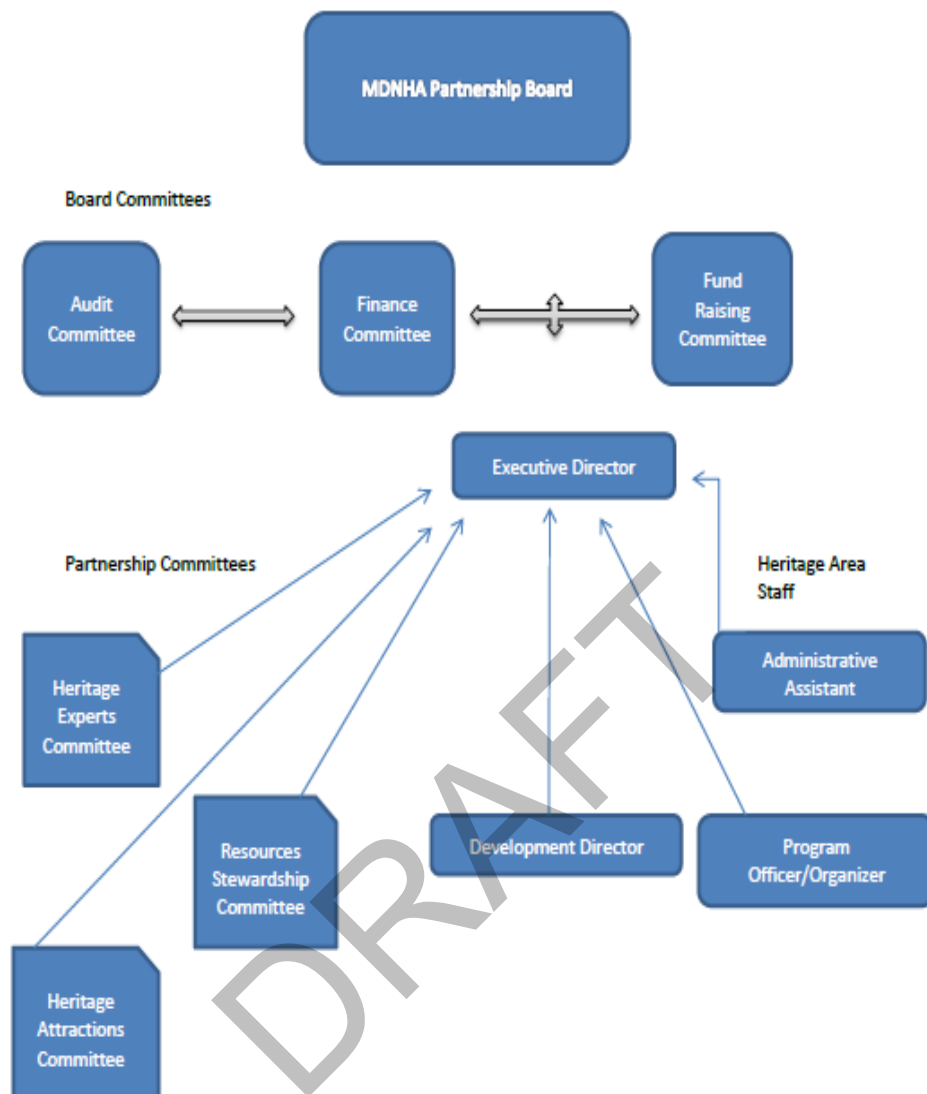 MDNHA Partnership Board
Board Committees
Audit
Committee
Finance
Committee
Fund
Raising
Committee
Executive Director
Partnership Committees
Heritage Area
Staff
Administrative
Assistant
Heritage
Experts
Committee
Resources
Stewardship
Committee
Development Director
Program
Officer/Organizer
Heritage
Attractions
Committee
DRAFT